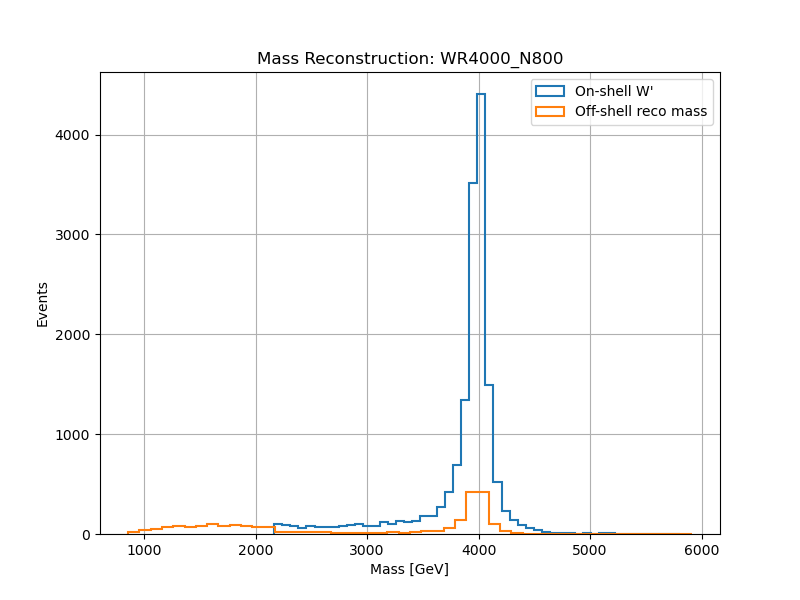 Mass Reconstruction: WR4000_N800
On-shell W'
Off-shell reco mass
4000
3000
2000
1000
0
Events
1000 2000 3000 4000 5000 6000
Mass [GeV]